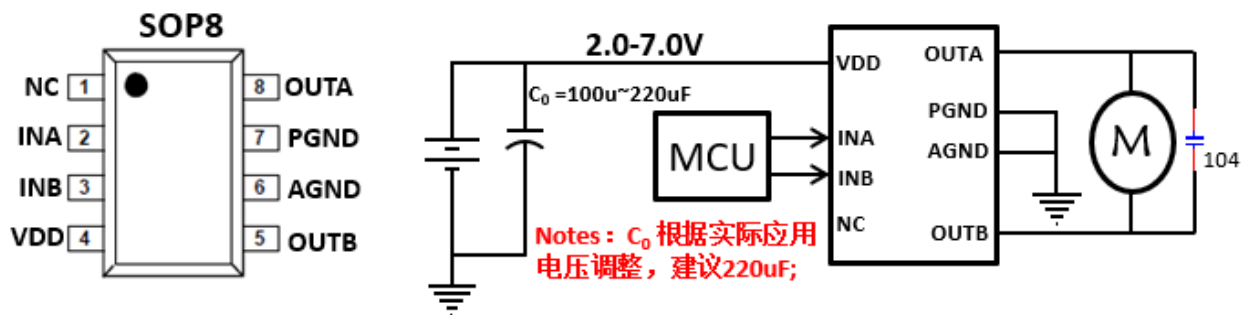 SOP8
NC 1
INA 2
INB 3
VDD 4
8 OUTA
7 PGND
6 AGND
5 OUTB
2.0-7.0V
C₀ =100u~220uF
MCU
VDD
INA
INB
NC
OUTA
PGND
AGND
OUTB
M
104
Notes：C₀ 根据实际应用
电压调整，建议220uF;